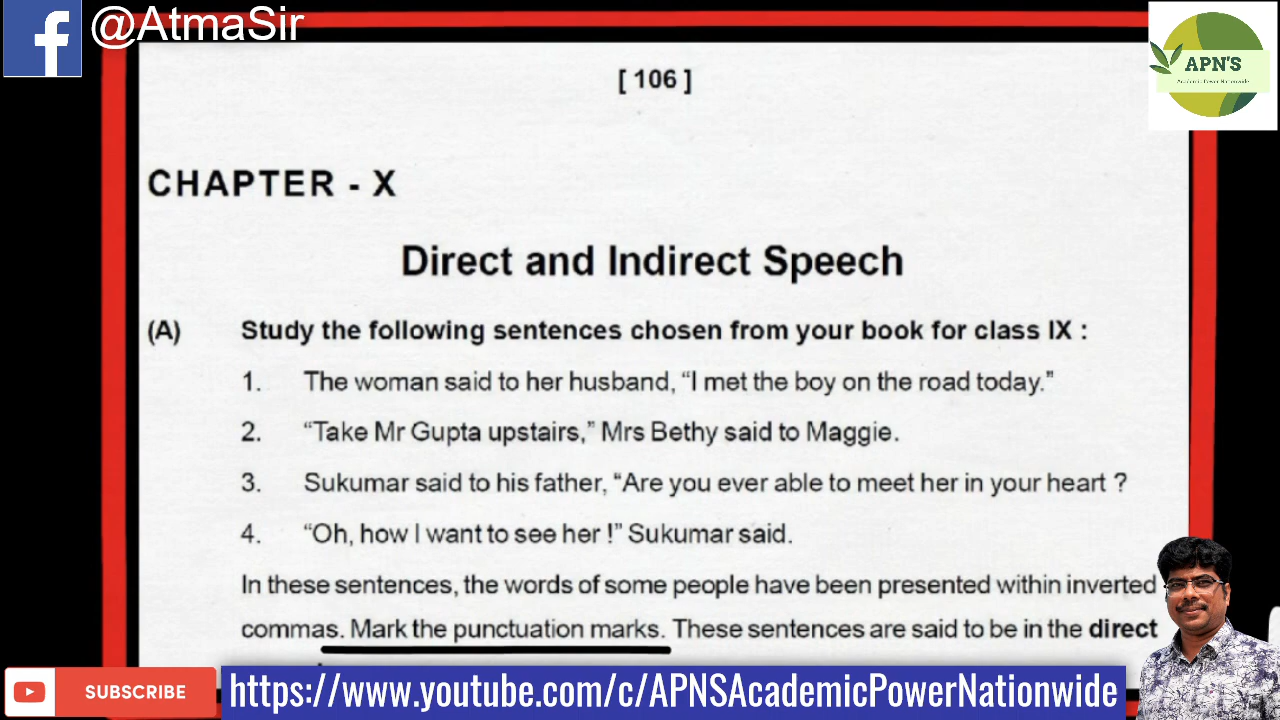 @AtmaSir
APN'S
Academic Power Nationwide
[ 106 ]
CHAPTER - X
Direct and Indirect Speech
(A) Study the following sentences chosen from your book for class IX :
1. The woman said to her husband, “I met the boy on the road today.”
2. “Take Mr Gupta upstairs,” Mrs Bethy said to Maggie.
3. Sukumar said to his father, “Are you ever able to meet her in your heart ?
4. “Oh, how I want to see her !” Sukumar said.
In these sentences, the words of some people have been presented within inverted
commas. Mark the punctuation marks. These sentences are said to be in the direct
SUBSCRIBE
https://www.youtube.com/c/APNSAcademicPowerNationwide